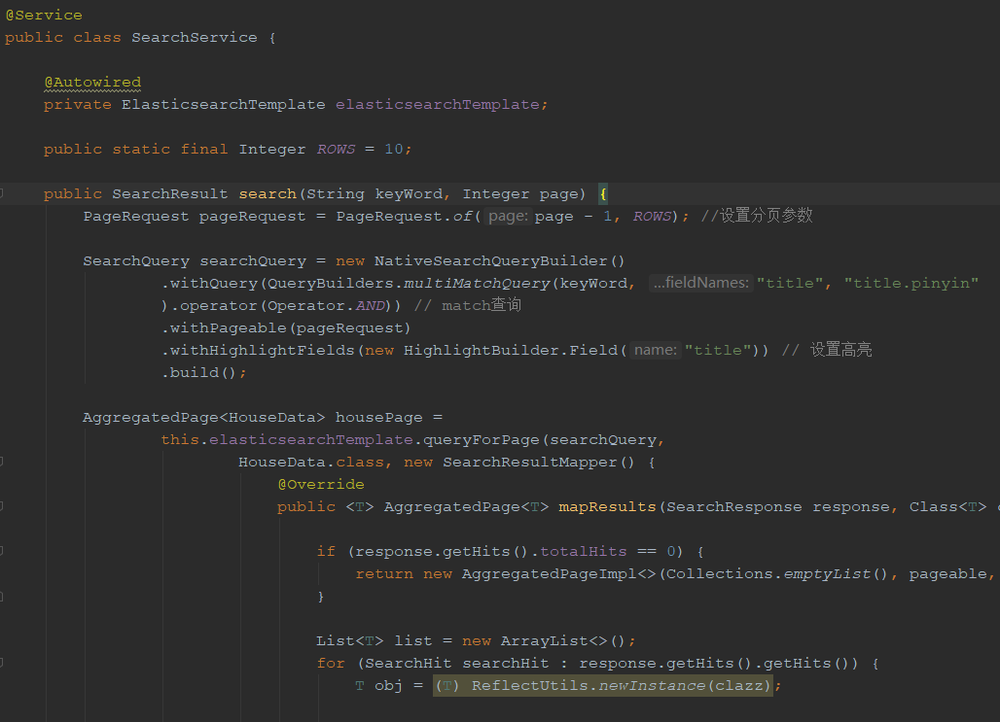 @Service
public class SearchService {
@Autowired
private ElasticsearchTemplate elasticsearchTemplate;
public static final Integer ROWS = 10;
public SearchResult search(String keyWord, Integer page) {
PageRequest pageRequest = PageRequest.of( page: page - 1, ROWS); //设置分页参数
SearchQuery searchQuery = new NativeSearchQueryBuilder()
.withQuery(QueryBuilders.multiMatchQuery(keyWord, ...fieldNames: "title", "title.pinyin"
).operator(Operator.AND)) // match查询
.withPageable(pageRequest)
.withHighlightFields(new HighlightBuilder.Field( name: "title")) // 设置高亮
.build();
AggregatedPage<HouseData> housePage =
this.elasticsearchTemplate.queryForPage(searchQuery,
HouseData.class, new SearchResultMapper() {
@Override
public <T> AggregatedPage<T> mapResults(SearchResponse response, Class<T>
if (response.getHits().totalHits == 0) {
return new AggregatedPageImpl<>(Collections.emptyList(), pageable,
}
List<T> list = new ArrayList<>();
for (SearchHit searchHit : response.getHits().getHits()) {
T obj = (T) ReflectUtils.newInstance(clazz);